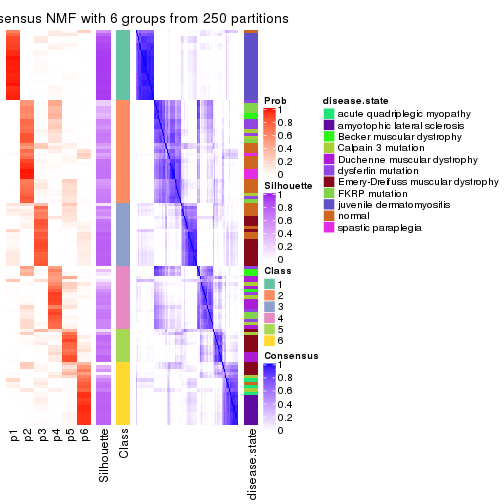 sensus NMF with 6 groups from 250 partitions
Prob
1
0.8
0.6
0.4
0.2
0
Silhouette
1
0.8
0.6
0.4
0.2
0
Class
1
2
3
4
5
6
Consensus
1
0.8
0.6
0.4
0.2
0
disease.state
acute quadriplegic myopathy
amyotophic lateral sclerosis
Becker muscular dystrophy
Calpain 3 mutation
Duchenne muscular dystrophy
dysferlin mutation
Emery-Dreifuss muscular dystrophy
FKRP mutation
juvenile dermatomyositis
normal
spastic paraplegia
p1
p2
p3
p4
p5
p6
Silhouette
Class
disease.state